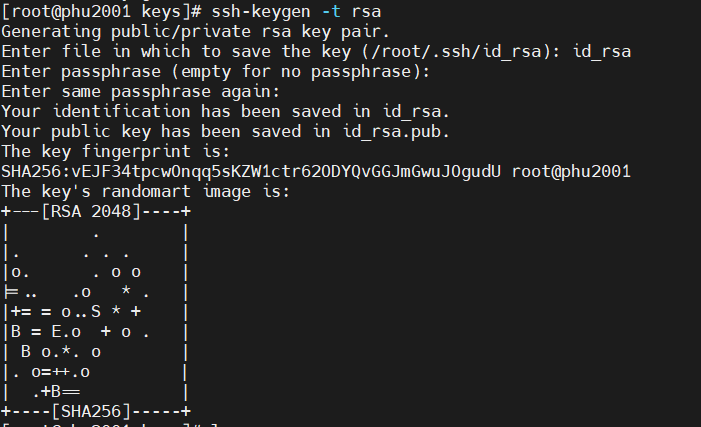 [root@phu2001 keys]# ssh-keygen -t rsa
Generating public/private rsa key pair.
Enter file in which to save the key (/root/.ssh/id_rsa): id_rsa
Enter passphrase (empty for no passphrase):
Enter same passphrase again:
Your identification has been saved in id_rsa.
Your public key has been saved in id_rsa.pub.
The key fingerprint is:
SHA256:vEJF34tpcwOnqq5sKZW1ctr62ODYQvGGJmGwuJOgudU root@phu2001
The key's randomart image is:
+---[RSA 2048]----+
|        .        |
|.      . . .     |
|o.      . o o    |
|=..   .o   * .   |
|+= = o..S * +    |
|B = E.o  + o .   |
| B o.*. o        |
|. o=++.o         |
|  .+B==          |
+----[SHA256]-----+